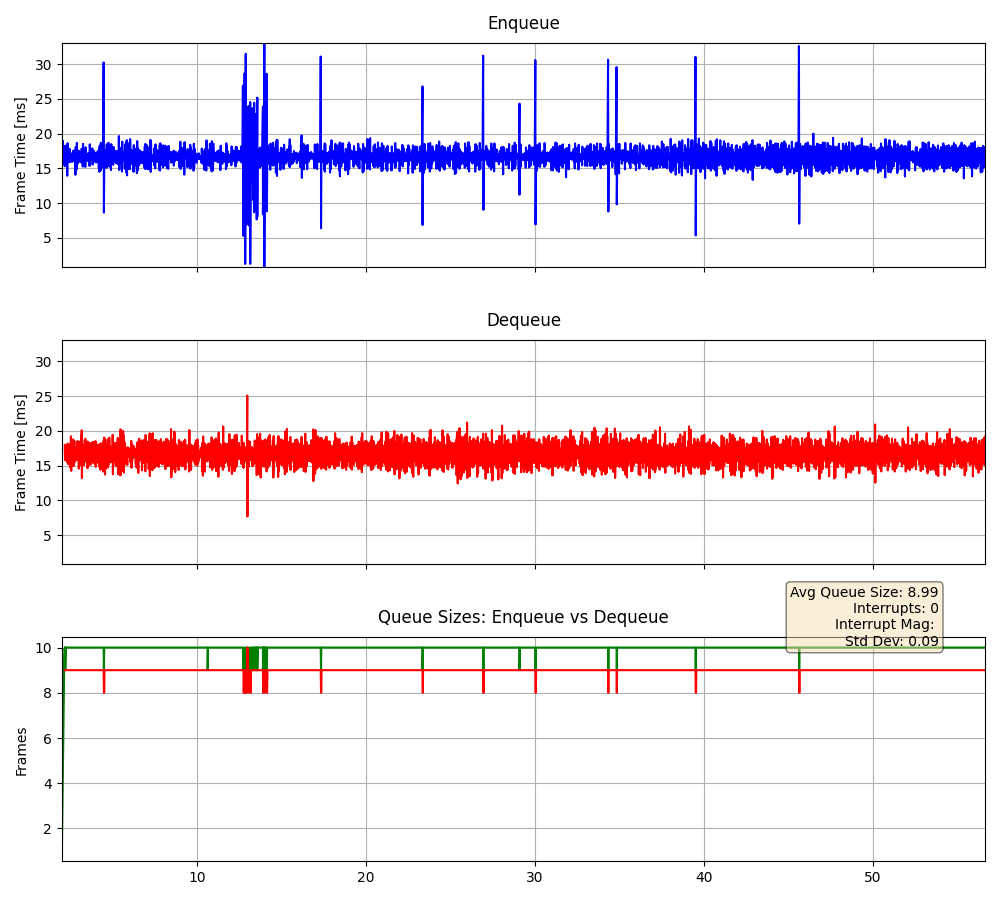 Enqueue
30
25
20
15
10
5
Frame Time [ms]
Dequeue
30
25
20
15
10
5
Frame Time [ms]
Avg Queue Size: 8.99
Interrupts: 0
Interrupt Mag:
Std Dev: 0.09
Queue Sizes: Enqueue vs Dequeue
10
8
6
4
2
Frames
10 20 30 40 50